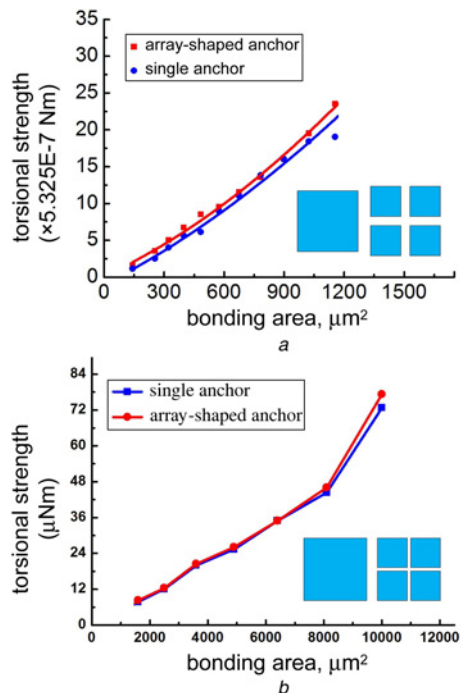 35
30
25
20
15
10
5
0
torsional strength
(×5.325E-7 Nm)
array-shaped anchor
single anchor
0 300 600 900 1200 1500
bonding area, μm²
a
84
72
60
48
36
24
12
0
torsional strength
(μNm)
single anchor
array-shaped anchor
0 2000 4000 6000 8000 10000 12000
bonding area, μm²
b